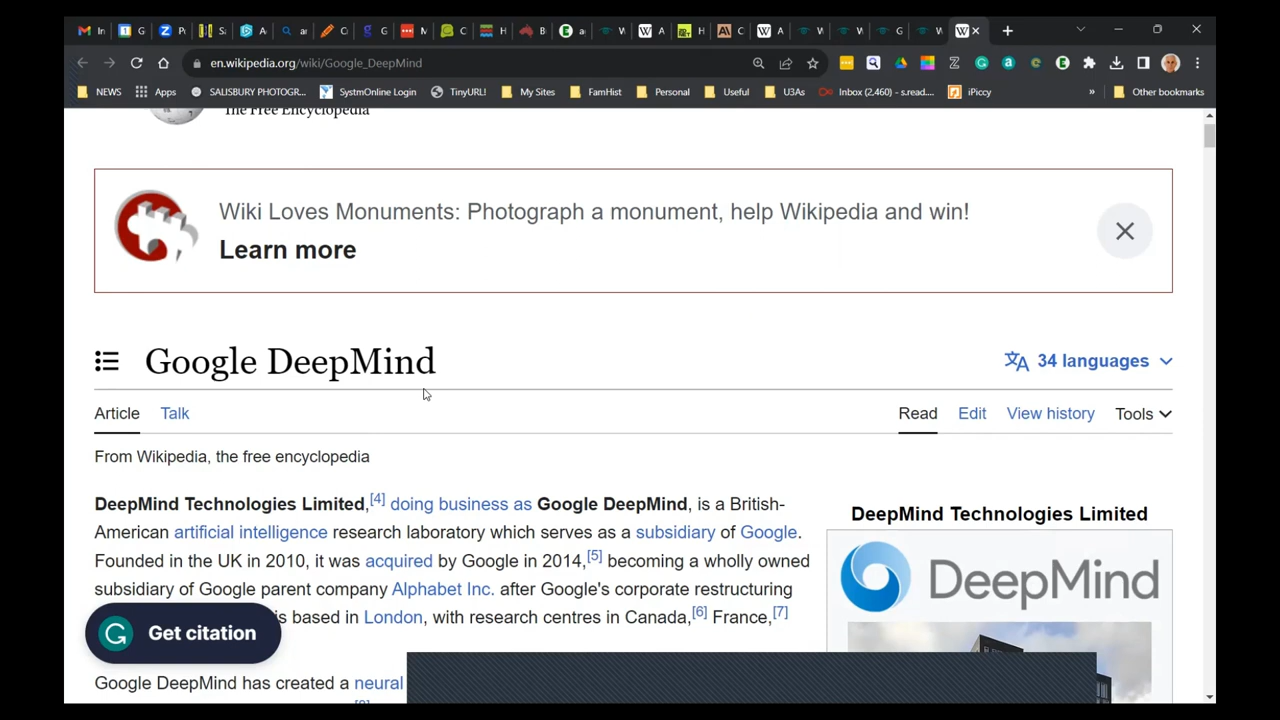 en.wikipedia.org/wiki/Google_DeepMind
NEWS Apps SALISBURY PHOTOGR... SystmOnline Login TinyURL! My Sites FamHist Personal Useful U3As Inbox (2,460) - s.read.... iPiccy » Other bookmarks
The Free Encyclopedia
Wiki Loves Monuments: Photograph a monument, help Wikipedia and win!
Learn more
Google DeepMind
34 languages
Article Talk Read Edit View history Tools
From Wikipedia, the free encyclopedia
DeepMind Technologies Limited,[4] doing business as Google DeepMind, is a British-
American artificial intelligence research laboratory which serves as a subsidiary of Google.
Founded in the UK in 2010, it was acquired by Google in 2014,[5] becoming a wholly owned
subsidiary of Google parent company Alphabet Inc. after Google's corporate restructuring
is based in London, with research centres in Canada,[6] France,[7]
Get citation
Google DeepMind has created a neural
DeepMind Technologies Limited
DeepMind